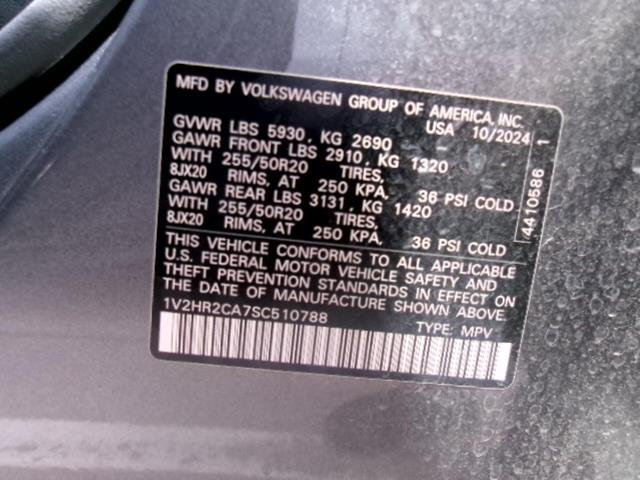 MFD BY VOLKSWAGEN GROUP OF AMERICA, INC.
USA 10/2024
GVWR LBS 5930, KG 2690
GAWR FRONT LBS 2910, KG 1320
WITH 255/50R20 TIRES,
8JX20 RIMS, AT 250 KPA, 36 PSI COLD
GAWR REAR LBS 3131, KG 1420
WITH 255/50R20 TIRES,
8JX20 RIMS, AT 250 KPA, 36 PSI COLD
THIS VEHICLE CONFORMS TO ALL APPLICABLE
U.S. FEDERAL MOTOR VEHICLE SAFETY AND
THEFT PREVENTION STANDARDS IN EFFECT ON
THE DATE OF MANUFACTURE SHOWN ABOVE.
1V2HR2CA7SC510788 TYPE: MPV
4410586 1